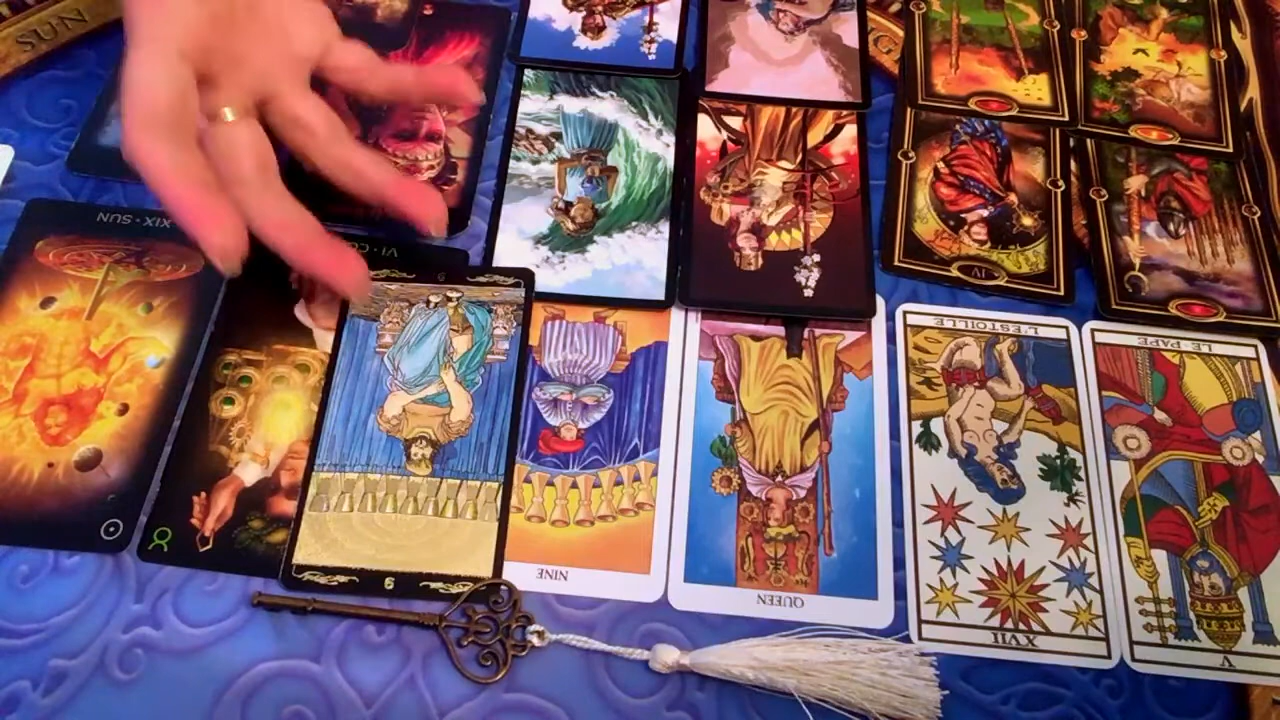 SUN
XIX · SUN
9
NINE
QUEEN
IV
L'ESTOILLE
XVII
LE·PAPE
V